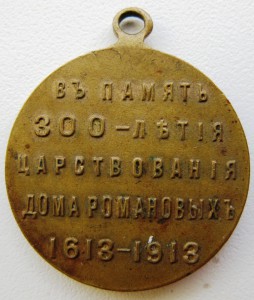 ВЪ ПАМЯТЬ
300-ЛѢТІЯ
ЦАРСТВОВАНІЯ
ДОМА РОМАНОВЫХЪ
1613-1913